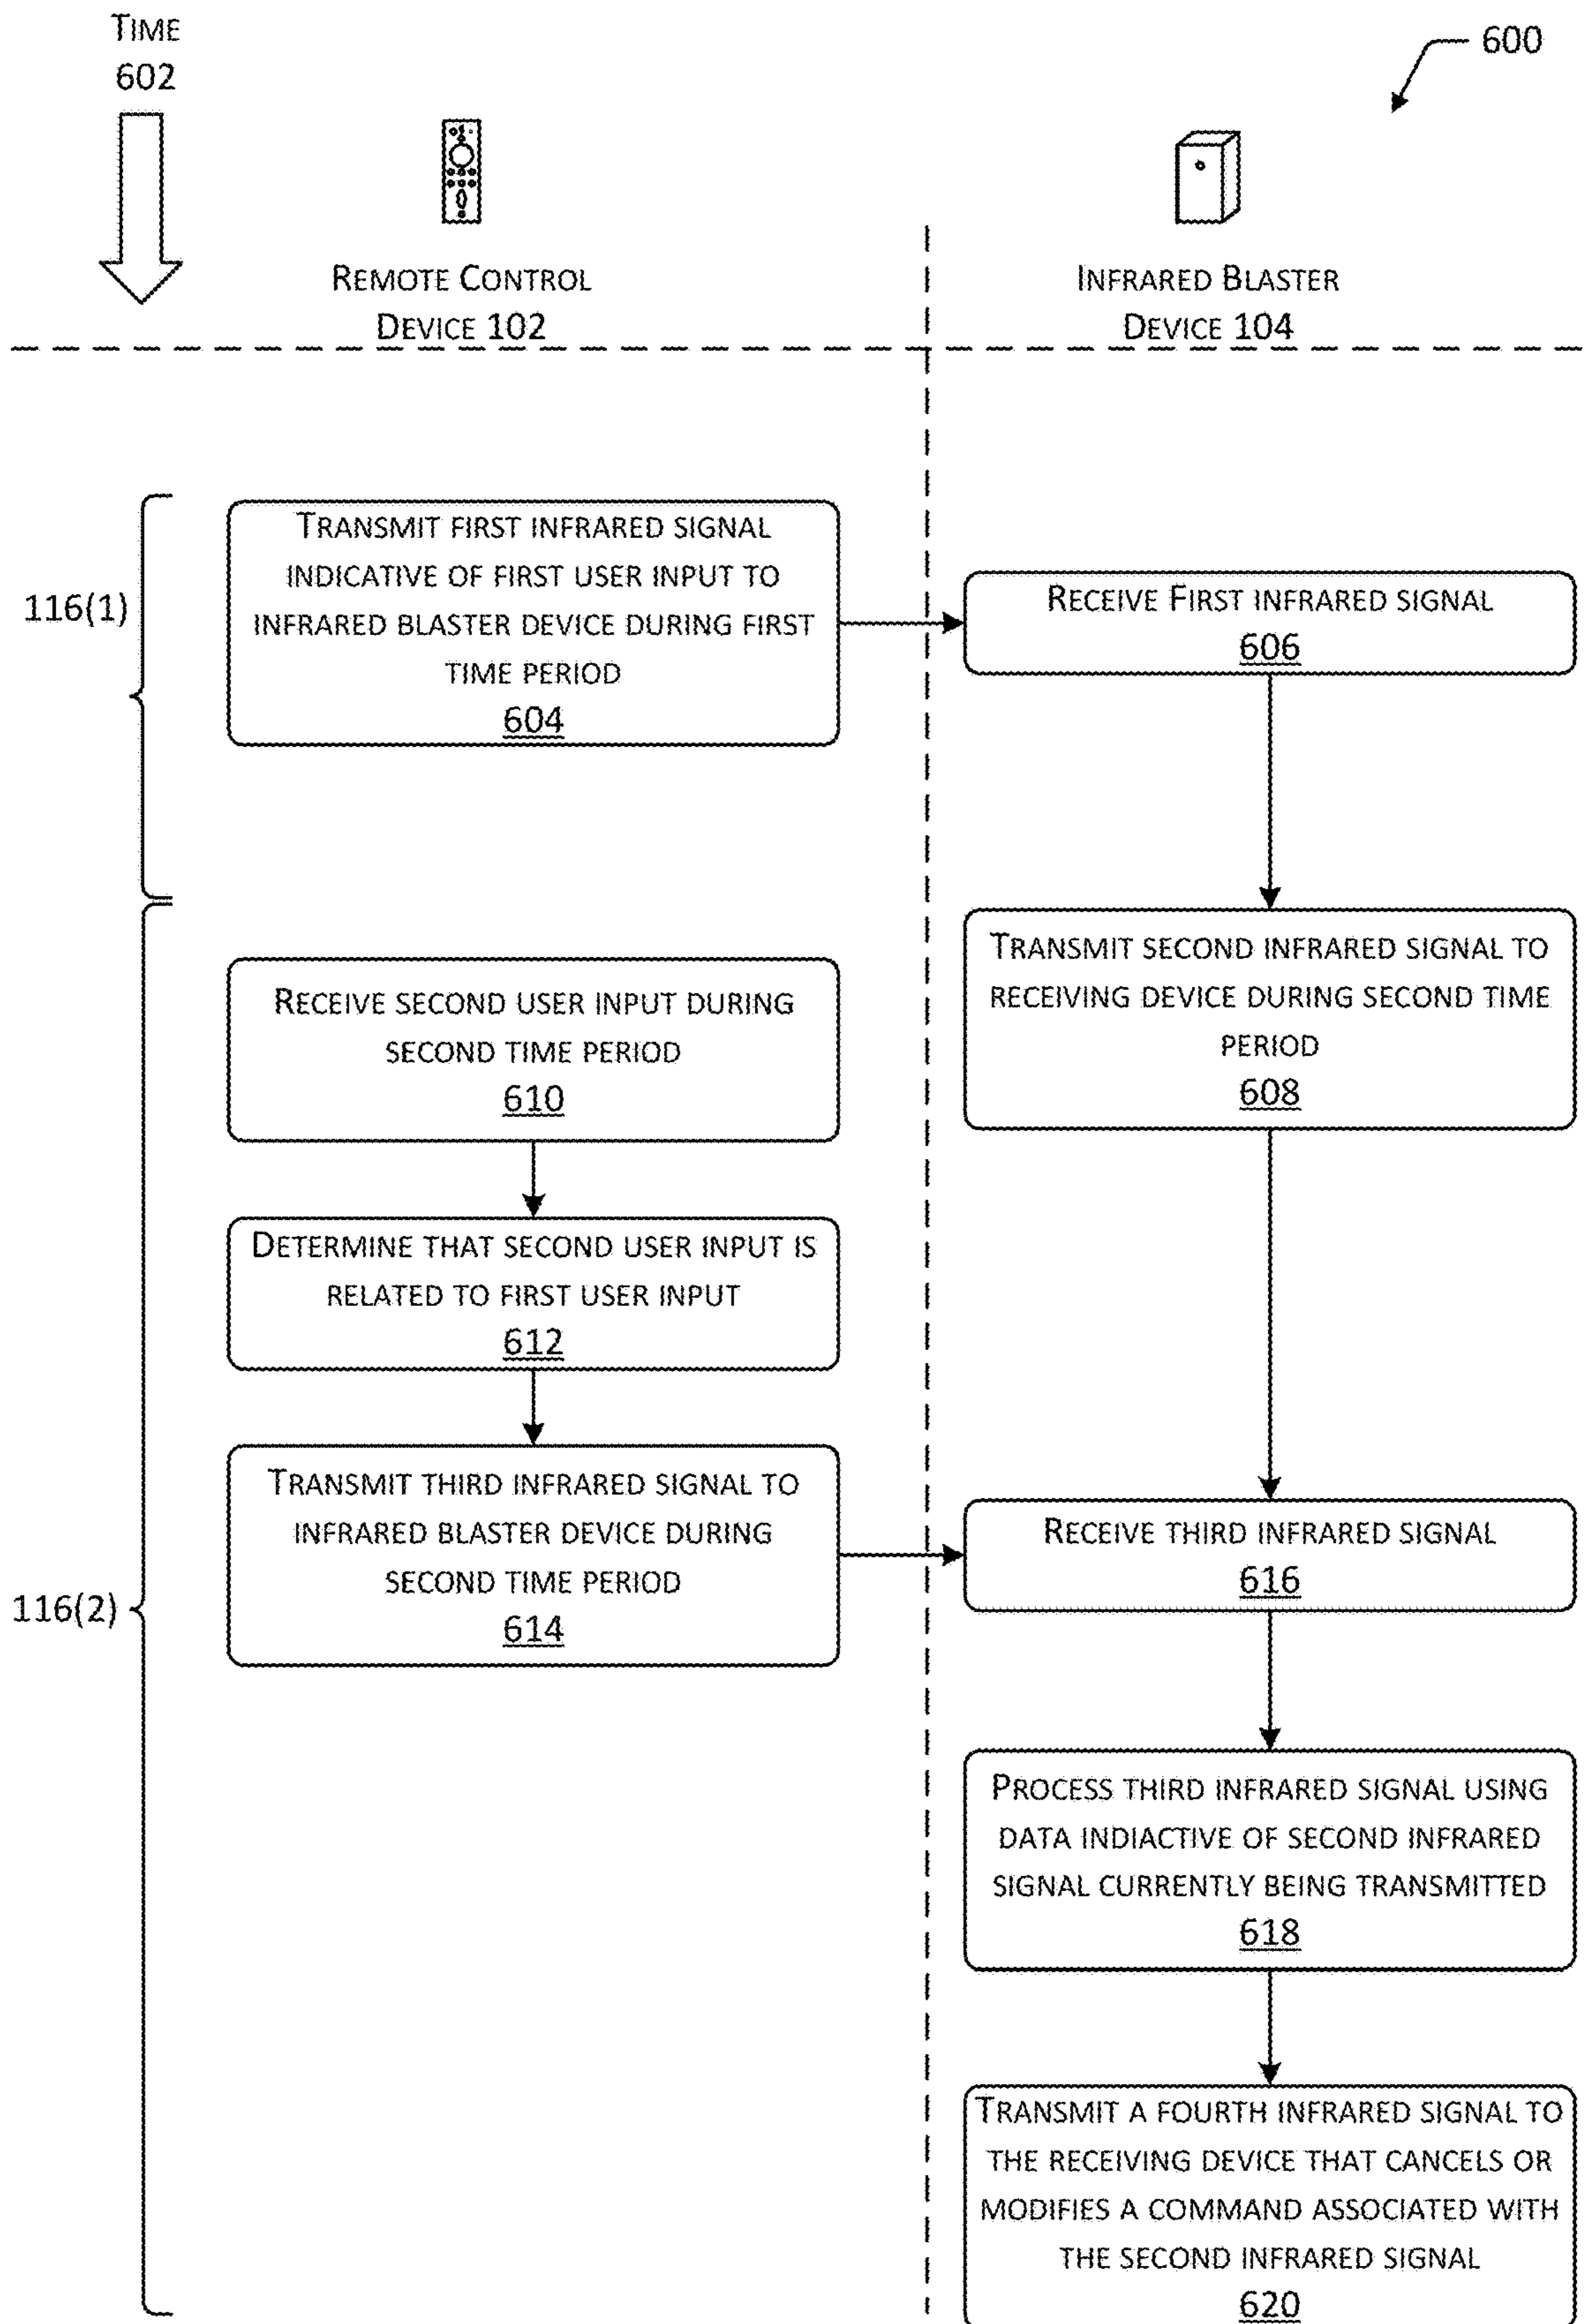 TIME
602
600
REMOTE CONTROL
DEVICE 102
INFRARED BLASTER
DEVICE 104
116(1)
TRANSMIT FIRST INFRARED SIGNAL
INDICATIVE OF FIRST USER INPUT TO
INFRARED BLASTER DEVICE DURING FIRST
TIME PERIOD
604
RECEIVE FIRST INFRARED SIGNAL
606
TRANSMIT SECOND INFRARED SIGNAL TO
RECEIVING DEVICE DURING SECOND TIME
PERIOD
608
RECEIVE SECOND USER INPUT DURING
SECOND TIME PERIOD
610
DETERMINE THAT SECOND USER INPUT IS
RELATED TO FIRST USER INPUT
612
TRANSMIT THIRD INFRARED SIGNAL TO
INFRARED BLASTER DEVICE DURING
SECOND TIME PERIOD
614
RECEIVE THIRD INFRARED SIGNAL
616
116(2)
PROCESS THIRD INFRARED SIGNAL USING
DATA INDIACTIVE OF SECOND INFRARED
SIGNAL CURRENTLY BEING TRANSMITTED
618
TRANSMIT A FOURTH INFRARED SIGNAL TO
THE RECEIVING DEVICE THAT CANCELS OR
MODIFIES A COMMAND ASSOCIATED WITH
THE SECOND INFRARED SIGNAL
620